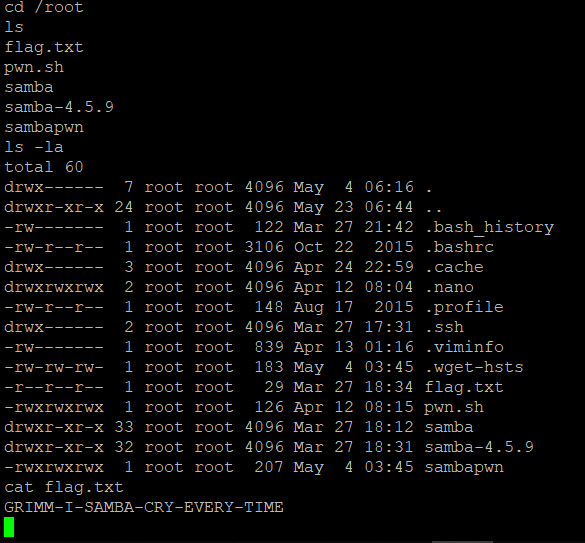 cd /root
ls
flag.txt
pwn.sh
samba
samba-4.5.9
sambapwn
ls -la
total 60
drwx------  7 root root 4096 May  4 06:16 .
drwxr-xr-x 24 root root 4096 May 23 06:44 ..
-rw-------  1 root root  122 Mar 27 21:42 .bash_history
-rw-r--r--  1 root root 3106 Oct 22  2015 .bashrc
drwx------  3 root root 4096 Apr 24 22:59 .cache
drwxrwxrwx  2 root root 4096 Apr 12 08:04 .nano
-rw-r--r--  1 root root  148 Aug 17  2015 .profile
drwx------  2 root root 4096 Mar 27 17:31 .ssh
-rw-------  1 root root  839 Apr 13 01:16 .viminfo
-rw-rw-rw-  1 root root  183 May  4 03:45 .wget-hsts
-r--r--r--  1 root root   29 Mar 27 18:34 flag.txt
-rwxrwxrwx  1 root root  126 Apr 12 08:15 pwn.sh
drwxr-xr-x 33 root root 4096 Mar 27 18:12 samba
drwxr-xr-x 32 root root 4096 Mar 27 18:31 samba-4.5.9
-rwxrwxrwx  1 root root  207 May  4 03:45 sambapwn
cat flag.txt
GRIMM-I-SAMBA-CRY-EVERY-TIME